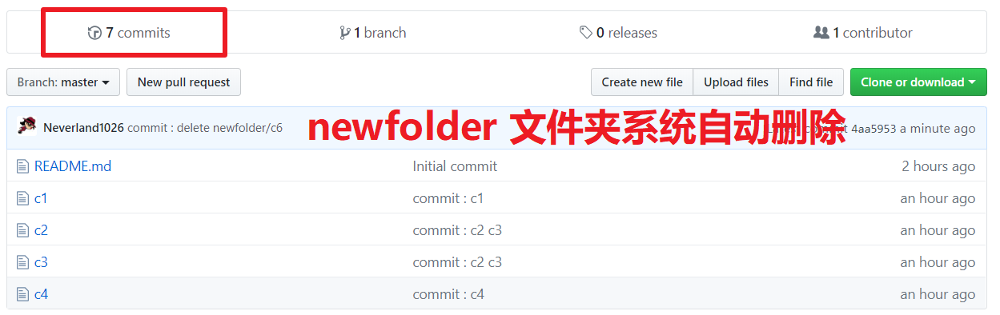 7 commits 1 branch 0 releases 1 contributor
Branch: master New pull request Create new file Upload files Find file Clone or download
Neverland1026 commit : delete newfolder/c6 newfolder 文件夹系统自动删除 4aa5953 a minute ago
README.md Initial commit 2 hours ago
c1 commit : c1 an hour ago
c2 commit : c2 c3 an hour ago
c3 commit : c2 c3 an hour ago
c4 commit : c4 an hour ago